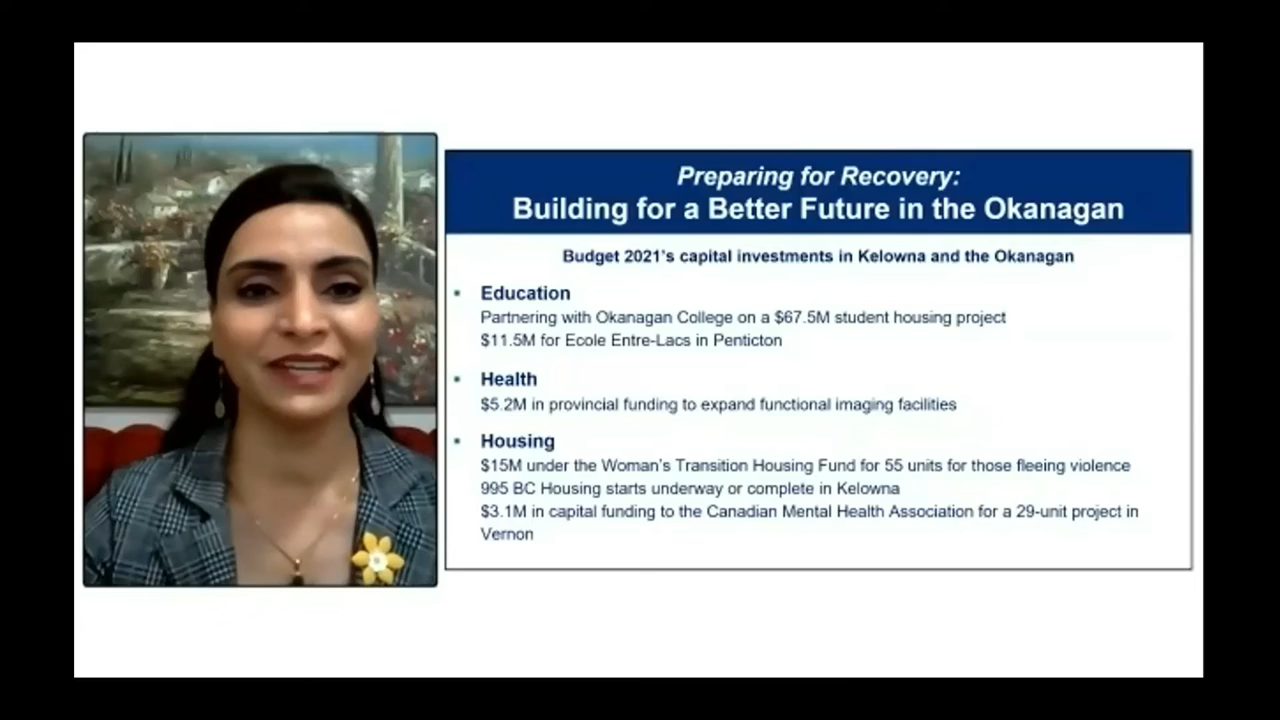 Preparing for Recovery:
Building for a Better Future in the Okanagan
Budget 2021's capital investments in Kelowna and the Okanagan
Education
Partnering with Okanagan College on a $67.5M student housing project
$11.5M for Ecole Entre-Lacs in Penticton
Health
$5.2M in provincial funding to expand functional imaging facilities
Housing
$15M under the Woman's Transition Housing Fund for 55 units for those fleeing violence
995 BC Housing starts underway or complete in Kelowna
$3.1M in capital funding to the Canadian Mental Health Association for a 29-unit project in
Vernon